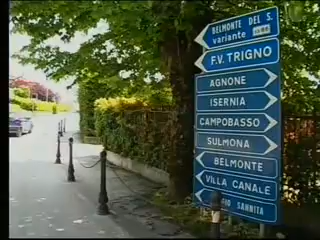 BELMONTE DEL S.
variante
F.V. TRIGNO
AGNONE
ISERNIA
CAMPOBASSO
SULMONA
BELMONTE
VILLA CANALE
SANNITA